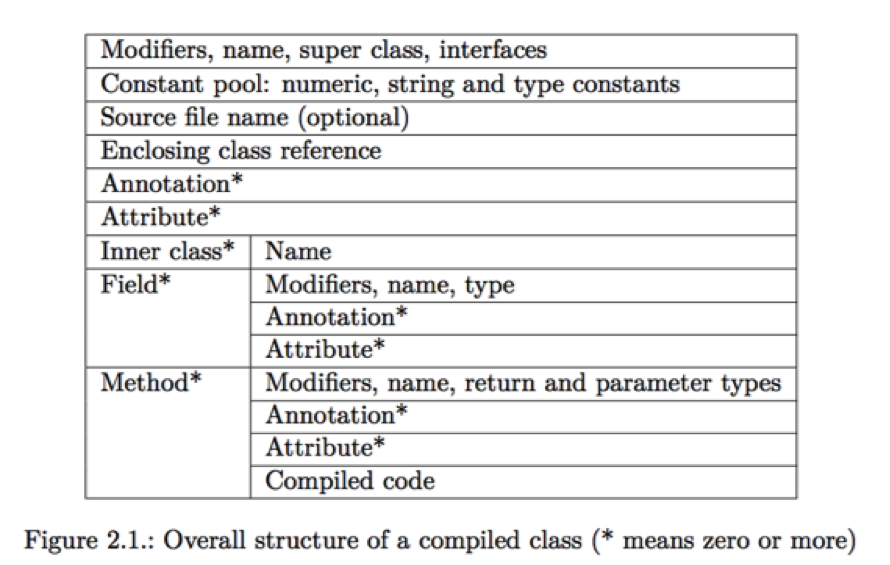 Modifiers, name, super class, interfaces
Constant pool: numeric, string and type constants
Source file name (optional)
Enclosing class reference
Annotation*
Attribute*
Inner class* Name
Field* Modifiers, name, type
Annotation*
Attribute*
Method* Modifiers, name, return and parameter types
Annotation*
Attribute*
Compiled code
Figure 2.1.: Overall structure of a compiled class (* means zero or more)